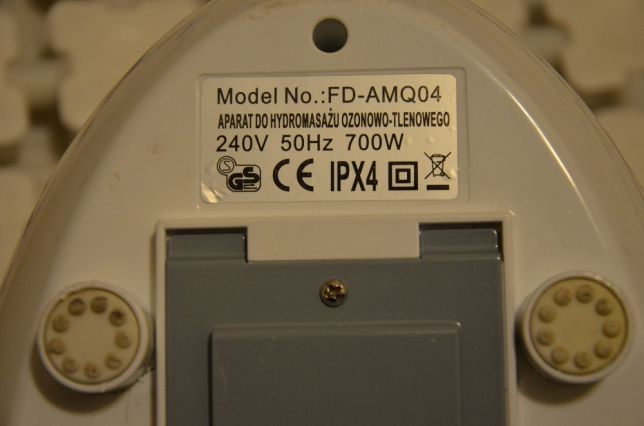 Model No.:FD-AMQ04
APARAT DO HYDROMASAŻU OZONOWO-TLENOWEGO
240V 50Hz 700W
S GS CE IPX4